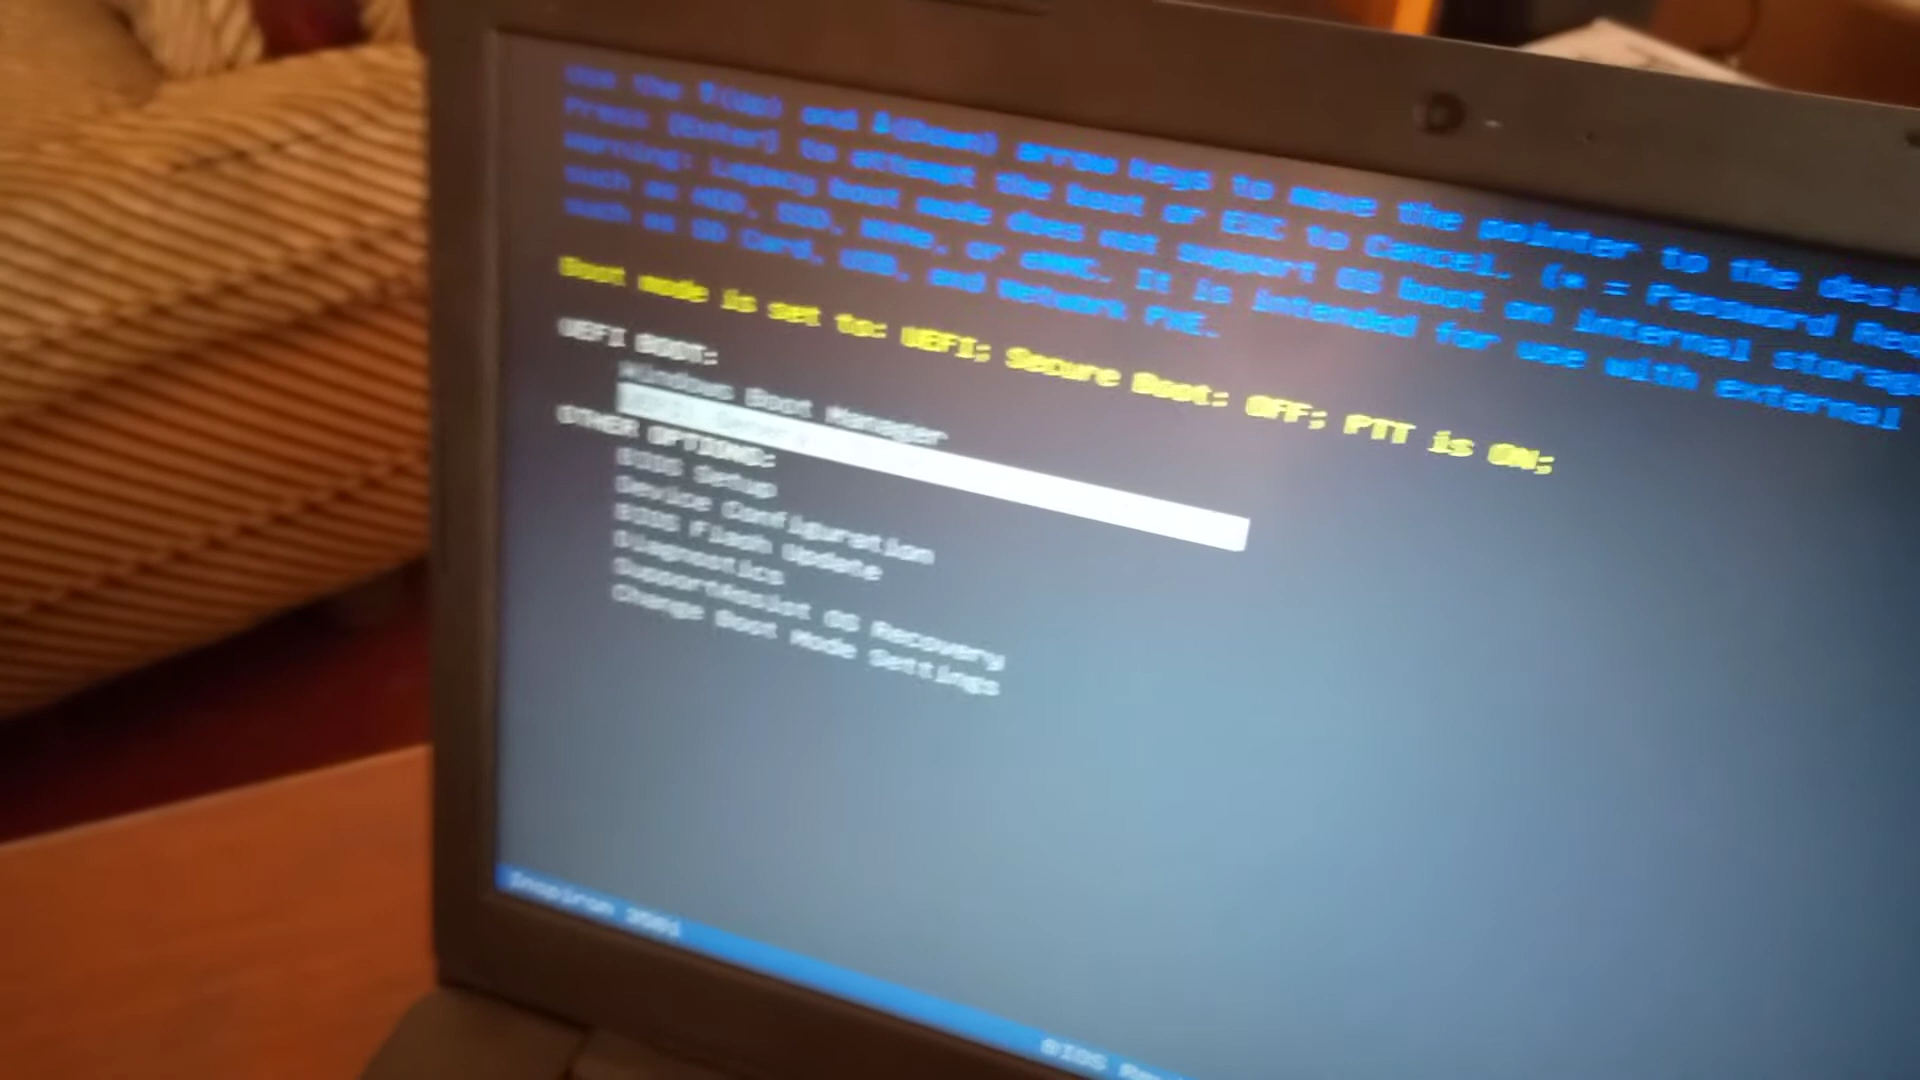 Use the ↑(Up) and ↓(Down) arrow keys to move the pointer to the desi
Press [Enter] to attempt the boot or ESC to Cancel. (* = Password Req
Warning: Legacy boot mode does not support OS boot on internal storag
such as HDD, SSD, NVMe, or eMMC. It is intended for use with external
such as SD Card, USB, and Network PXE.
Boot mode is set to: UEFI; Secure Boot: OFF; PTT is ON;
UEFI BOOT:
Windows Boot Manager
OTHER OPTIONS:
BIOS Setup
Device Configuration
BIOS Flash Update
Diagnostics
SupportAssist OS Recovery
Change Boot Mode Settings
Inspiron
BIOS